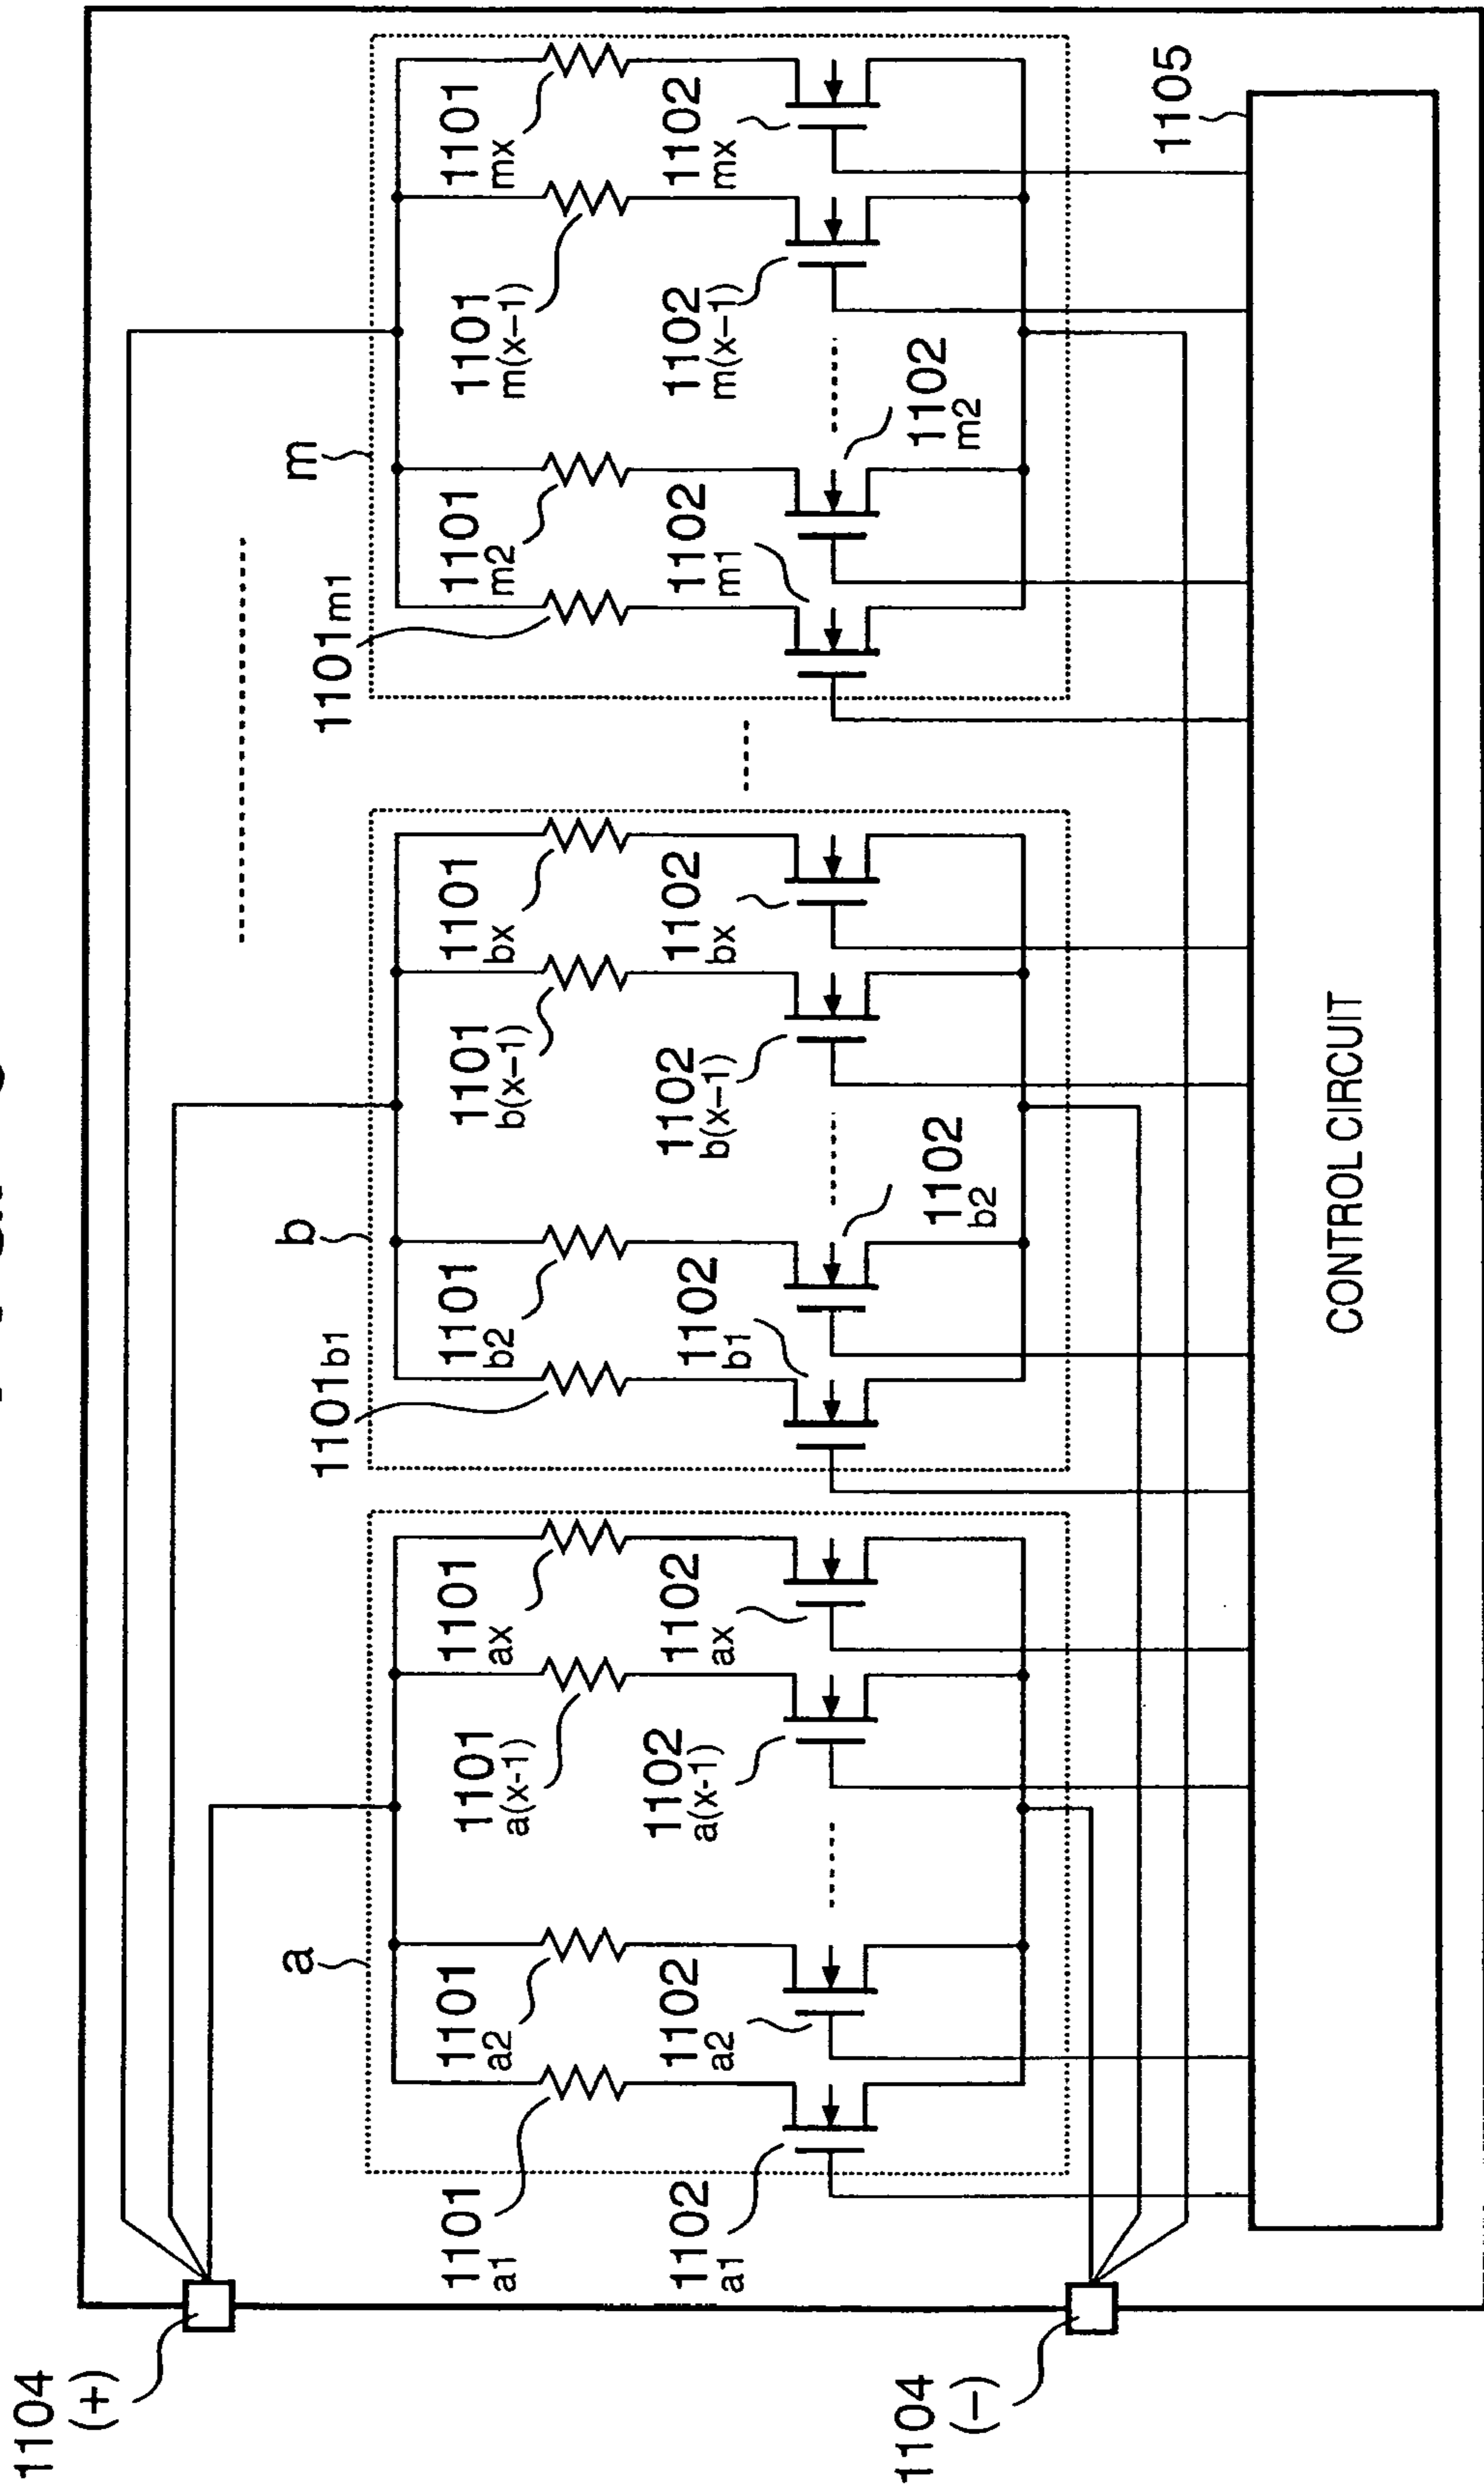 1104
(+)
1104
(−)
a
b
m
1101
a1
1101
a2
1101
a(x-1)
1101
ax
1102
a1
1102
a2
1102
a(x-1)
1102
ax
1101b1
1101
b2
1101
b(x−1)
1101
bx
1102
b1
1102
b2
1102
b(x−1)
1102
bx
1101m1
1101
m2
1101
m(x−1)
1101
mx
1102
m1
1102
m2
1102
m(x−1)
1102
mx
1105
CONTROL CIRCUIT